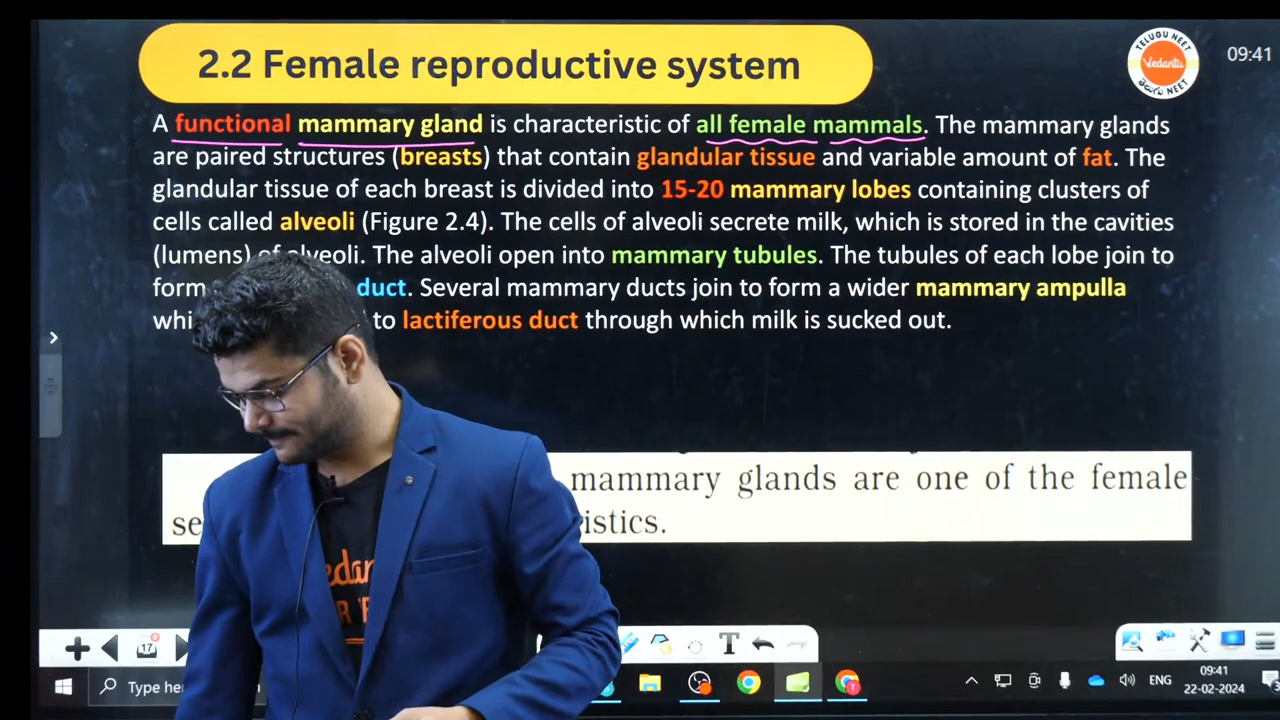 2.2 Female reproductive system
TELUGU NEET
Vedantu
తెలుగు NEET
09:41
A functional mammary gland is characteristic of all female mammals. The mammary glands
are paired structures (breasts) that contain glandular tissue and variable amount of fat. The
glandular tissue of each breast is divided into 15-20 mammary lobes containing clusters of
cells called alveoli (Figure 2.4). The cells of alveoli secrete milk, which is stored in the cavities
(lumens) of alveoli. The alveoli open into mammary tubules. The tubules of each lobe join to
form duct. Several mammary ducts join to form a wider mammary ampulla
to lactiferous duct through which milk is sucked out.
mammary glands are one of the female
istics.
17
T
Type
ENG
09:41
22-02-2024